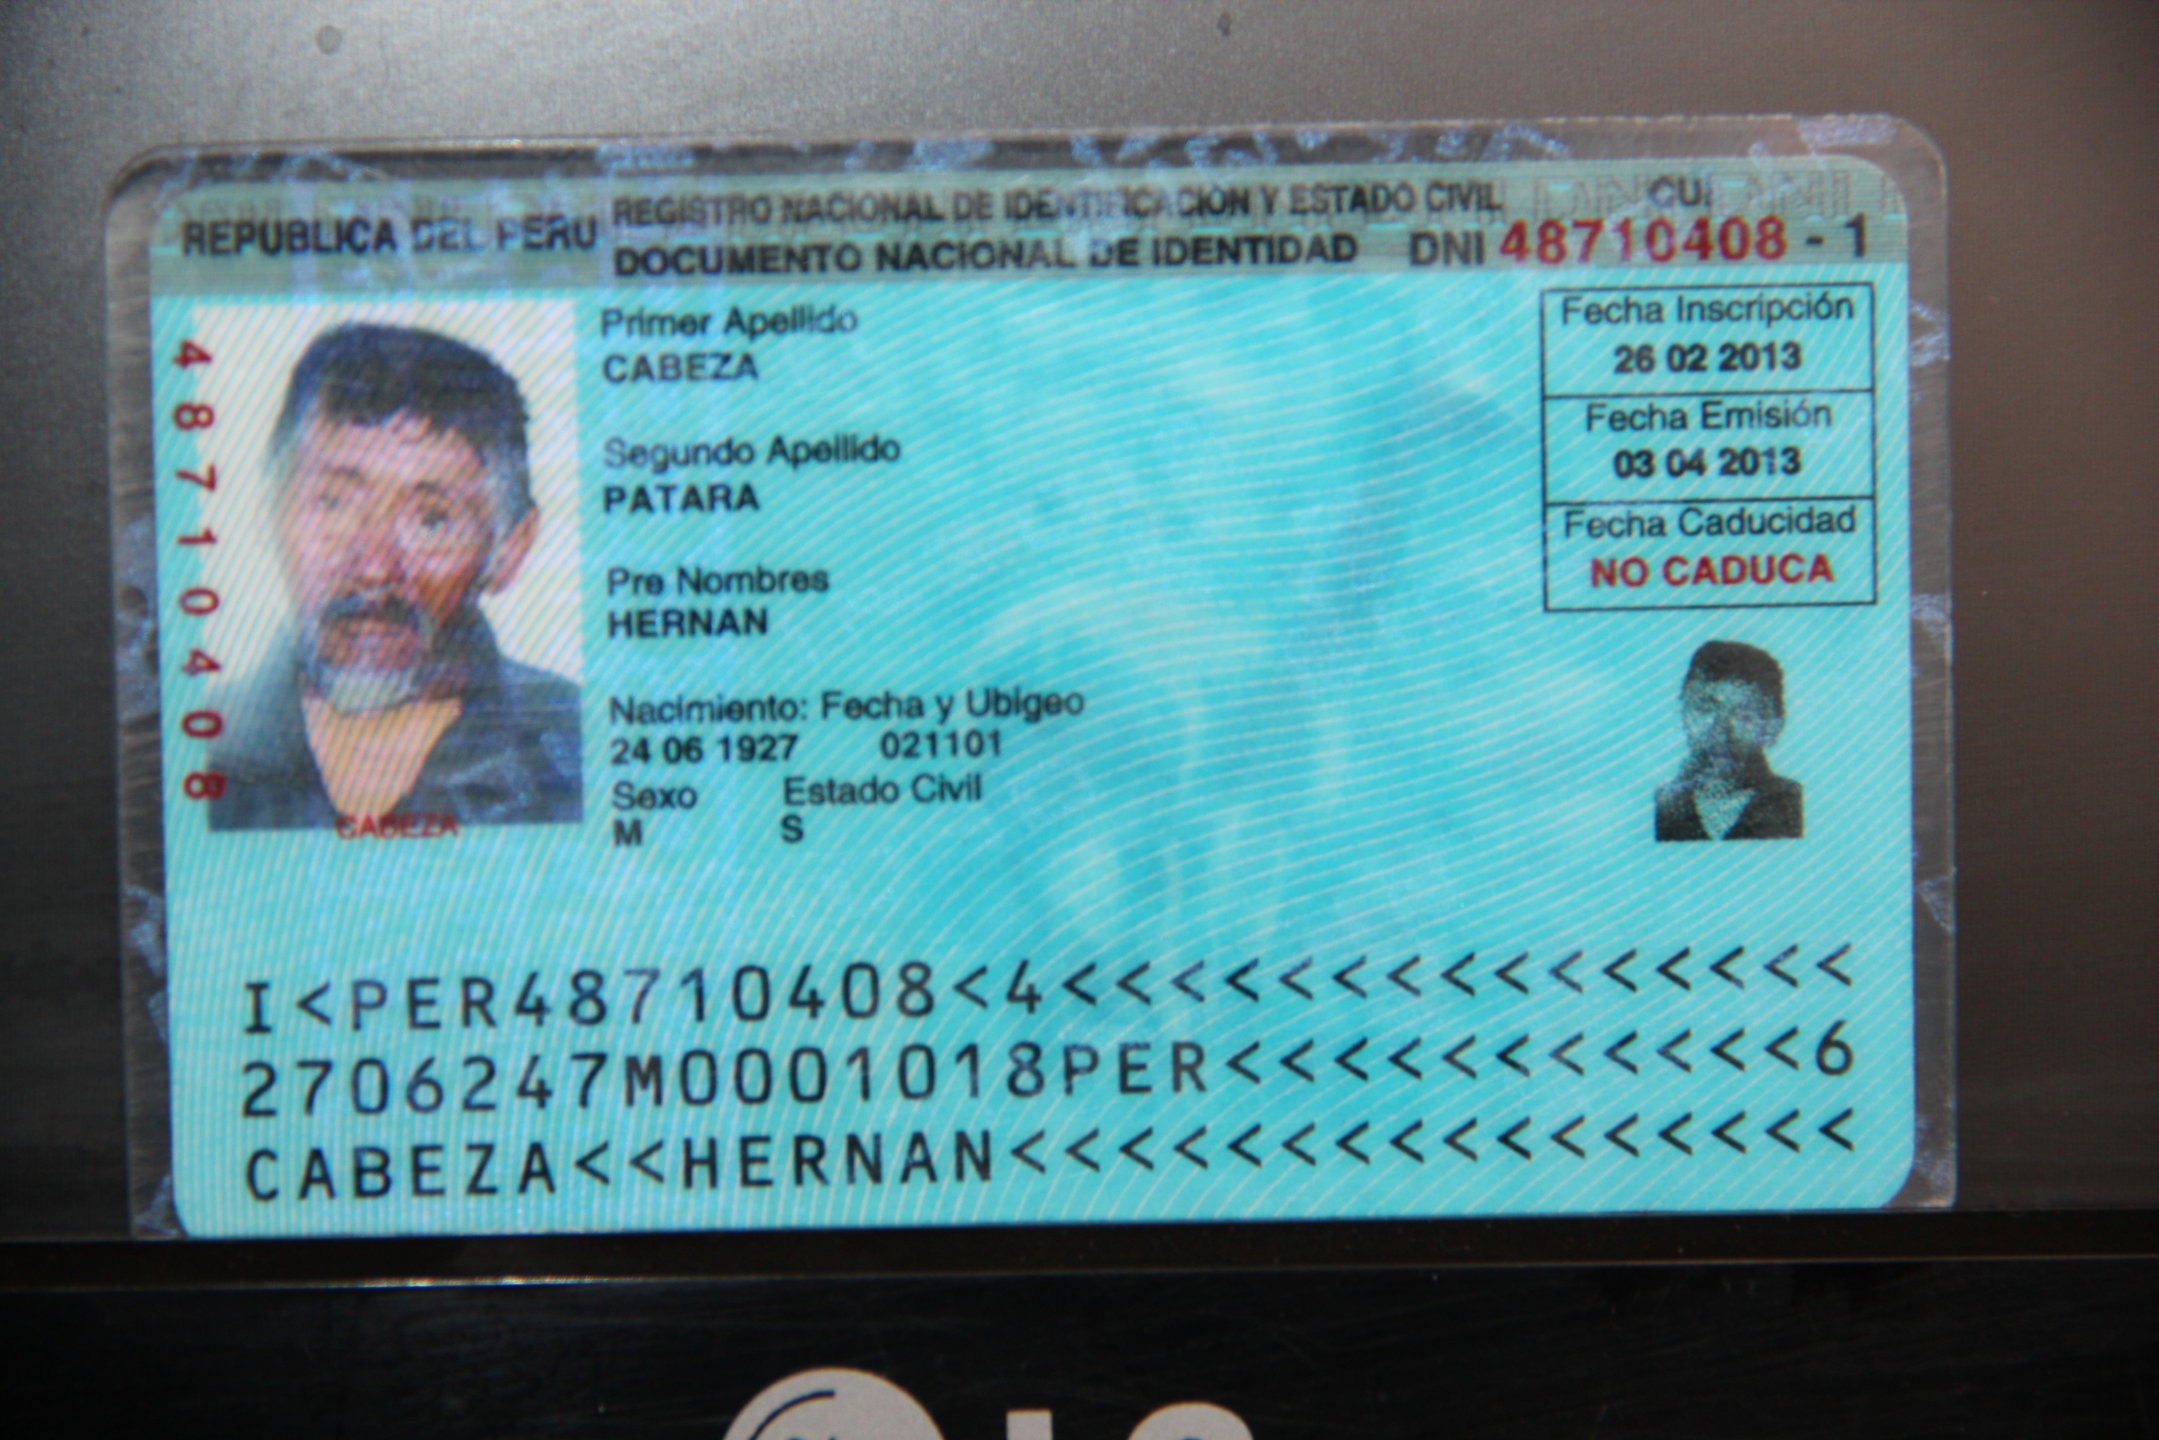 REPUBLICA DEL PERU
REGISTRO NACIONAL DE IDENTIFICACION Y ESTADO CIVIL
DOCUMENTO NACIONAL DE IDENTIDAD
CUI
DNI 48710408 - 1
48710408
Primer Apellido
CABEZA
Segundo Apellido
PATARA
Pre Nombres
HERNAN
Nacimiento: Fecha y Ubigeo
24 06 1927 021101
Sexo Estado Civil
M S
Fecha Inscripción
26 02 2013
Fecha Emisión
03 04 2013
Fecha Caducidad
NO CADUCA
CABEZA
I<PER48710408<4<<<<<<<<<<<<<<<
2706247M0001018PER<<<<<<<<<<<6
CABEZA<<HERNAN<<<<<<<<<<<<<<<<